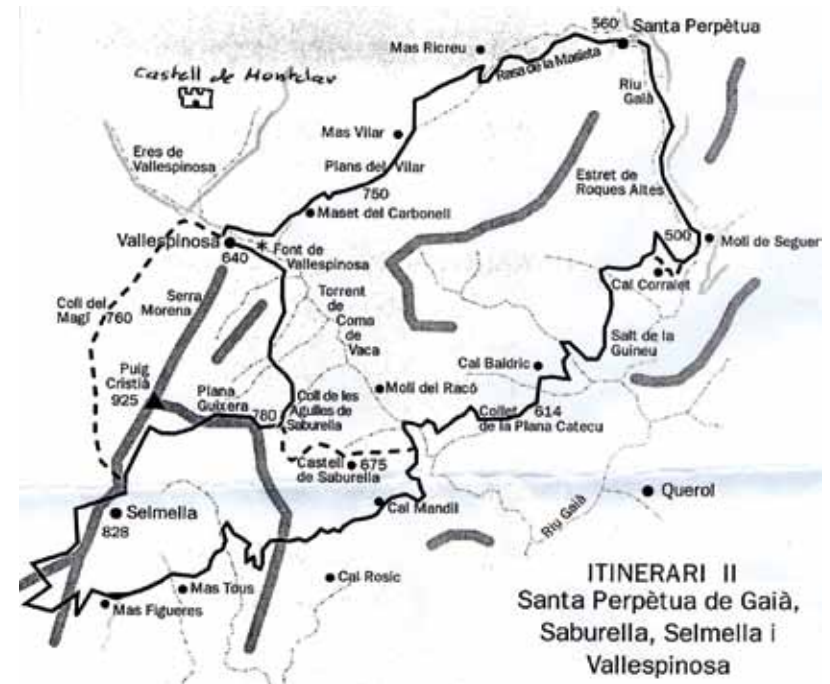 560
Santa Perpètua
Mas Ricreu
Rasa de la Masieta
Castell de Montclar
Riu
Gaià
Mas Vilar
Eres de
Vallespinosa
Plans del Vilar
750
Estret de
Roques Altes
Maset del Carbonell
Vallespinosa
640
Font de
Vallespinosa
500
Molí de Seguer
Cal Corralet
Coll del
Magí 760
Serra
Morena
Torrent
de
Coma
de
Vaca
Salt de la
Guineu
Puig
Cristià
925
Plana
Guixera
780
Coll de les
Agulles de
Saburella
Cal Baldric
Molí del Racó
Collet 614
de la Plana Catecu
Castell 675
de Saburella
Selmella
828
Cal Mandil
Querol
Riu Gaià
Mas Tous
Cal Rosic
Mas Figueres
ITINERARI II
Santa Perpètua de Gaià,
Saburella, Selmella i
Vallespinosa